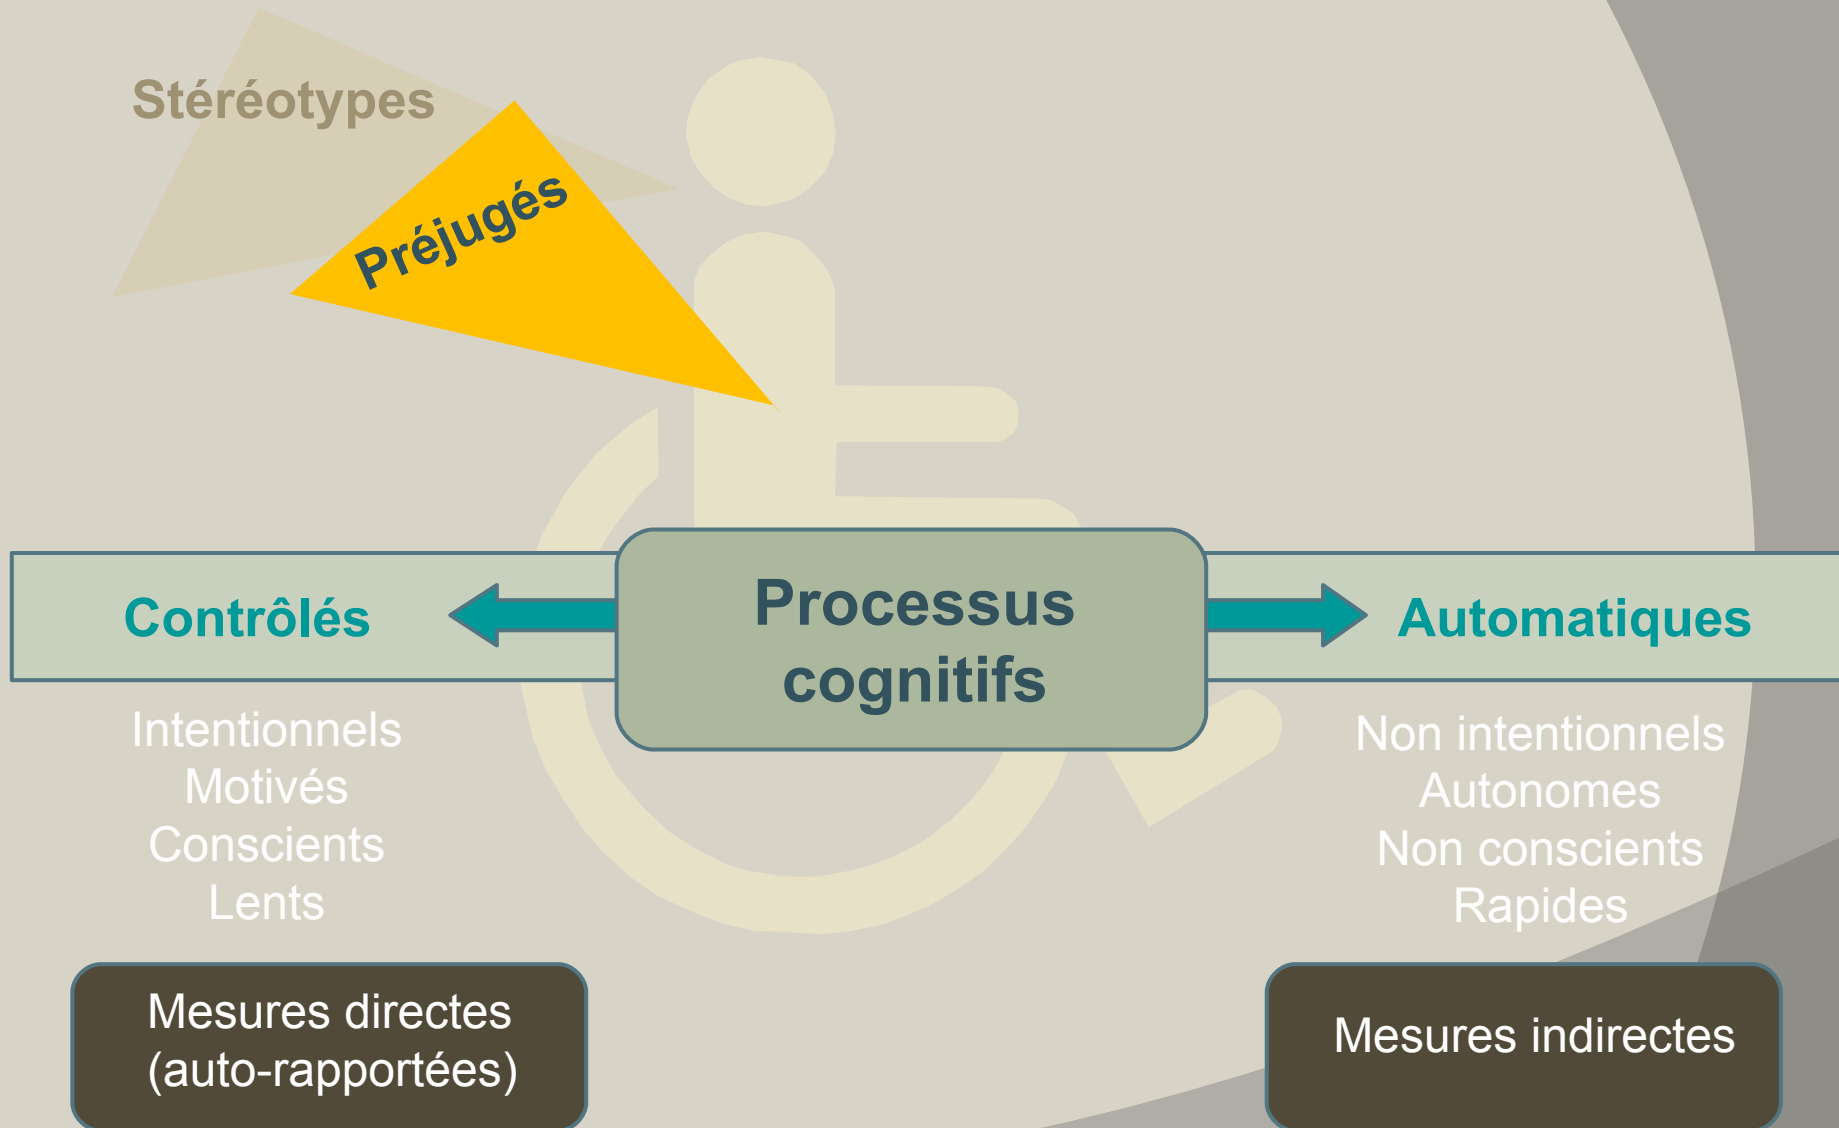 Stéréotypes
Préjugés
Processus
cognitifs
Contrôlés
Automatiques
Intentionnels
Motivés
Conscients
Lents
Non intentionnels
Autonomes
Non conscients
Rapides
Mesures directes
(auto-rapportées)
Mesures indirectes